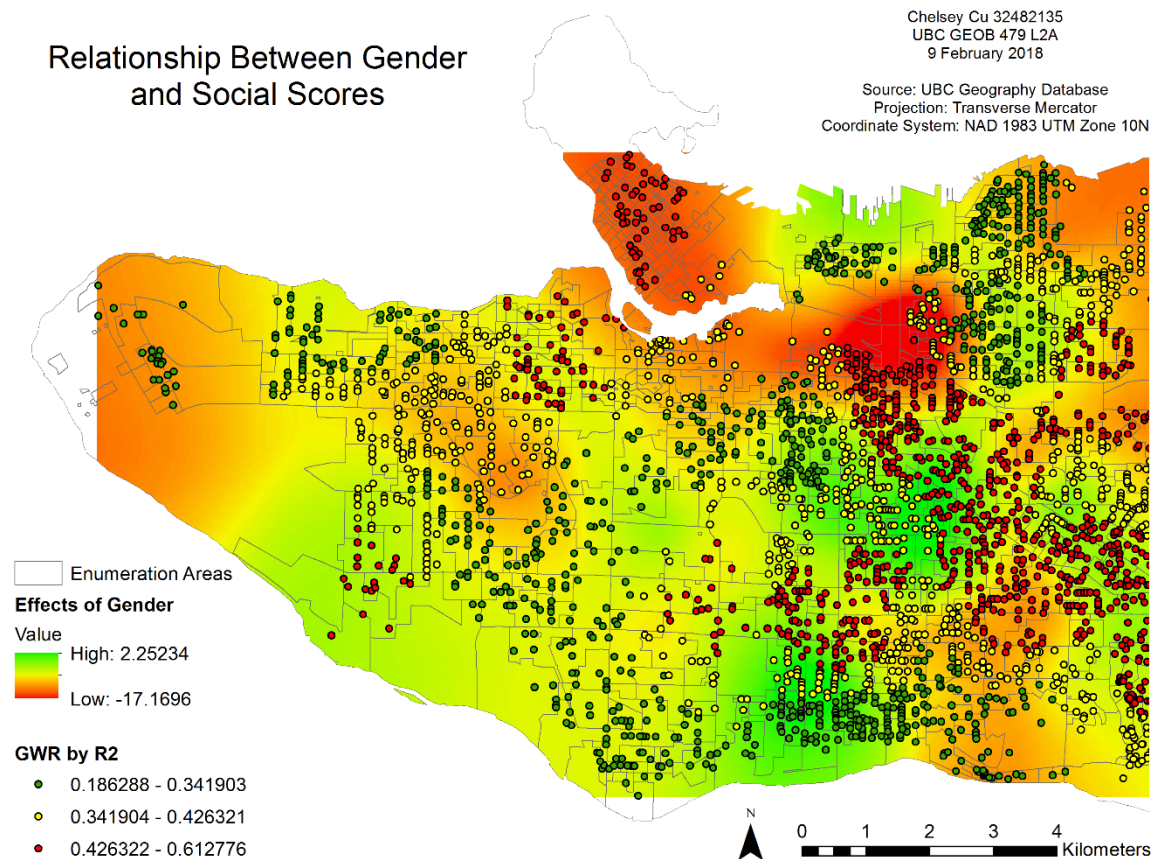 Relationship Between Gender
and Social Scores
Chelsey Cu 32482135
UBC GEOB 479 L2A
9 February 2018
Source: UBC Geography Database
Projection: Transverse Mercator
Coordinate System: NAD 1983 UTM Zone 10N
Enumeration Areas
Effects of Gender
Value
High: 2.25234
Low: -17.1696
GWR by R2
0.186288 - 0.341903
0.341904 - 0.426321
0.426322 - 0.612776
N
0 1 2 3 4
Kilometers